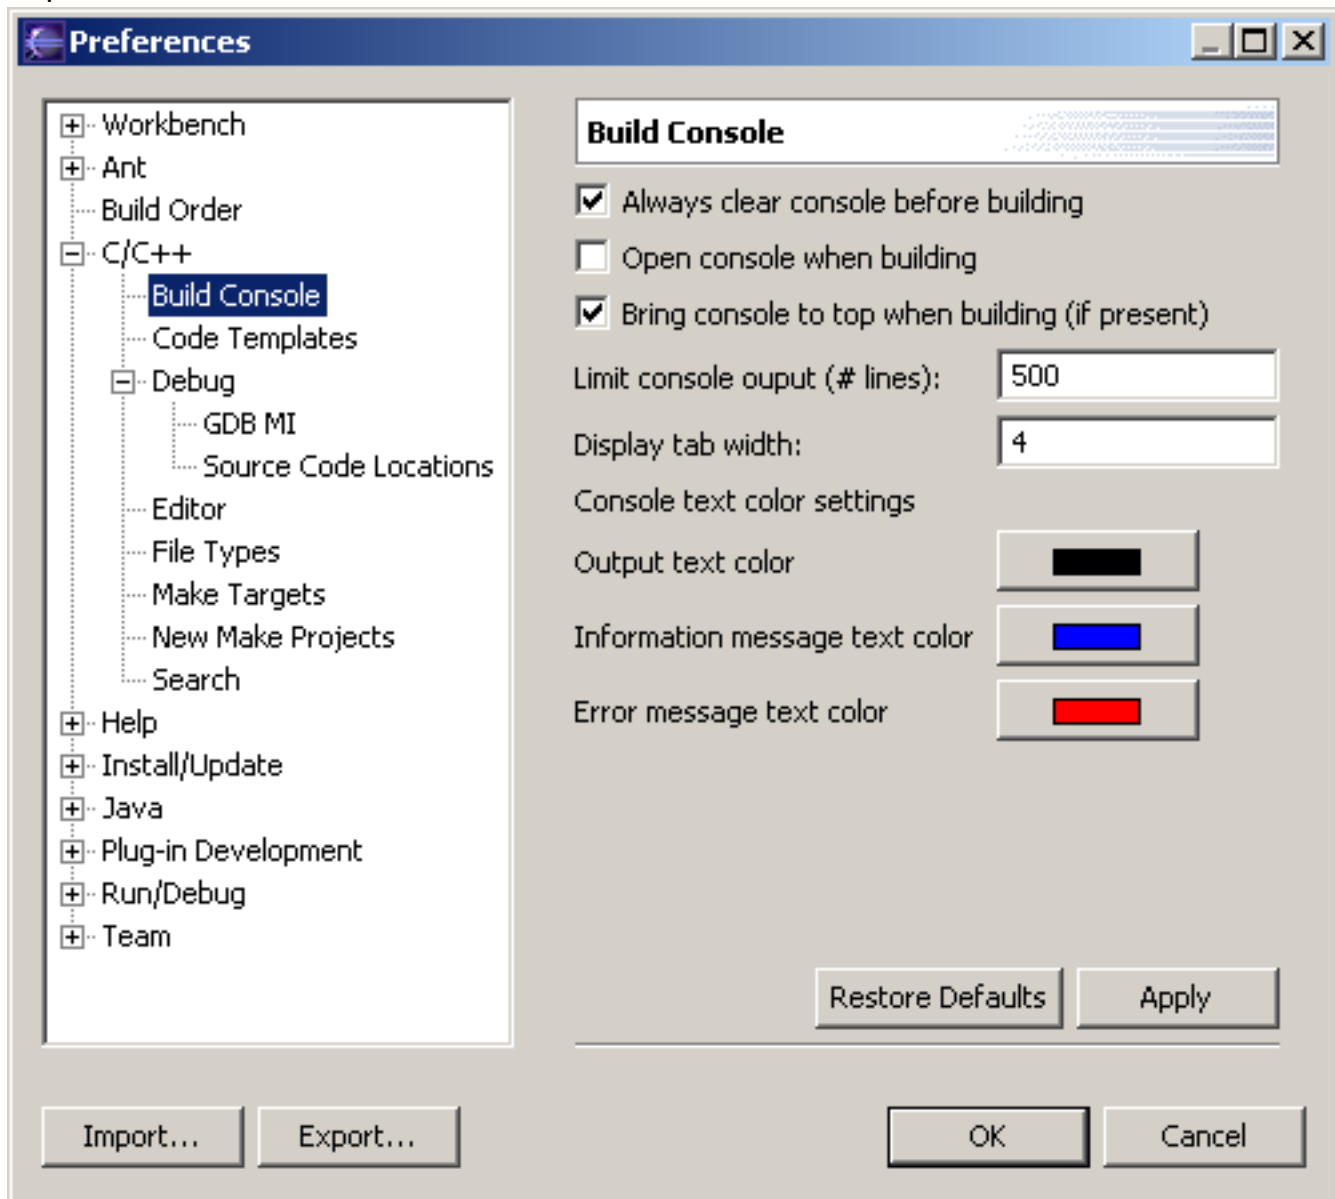 Preferences
Workbench
Ant
Build Order
C/C++
Build Console
Code Templates
Debug
GDB MI
Source Code Locations
Editor
File Types
Make Targets
New Make Projects
Search
Help
Install/Update
Java
Plug-in Development
Run/Debug
Team
Build Console
Always clear console before building
Open console when building
Bring console to top when building (if present)
Limit console ouput (# lines): 500
Display tab width: 4
Console text color settings
Output text color
Information message text color
Error message text color
Restore Defaults Apply
Import... Export... OK Cancel